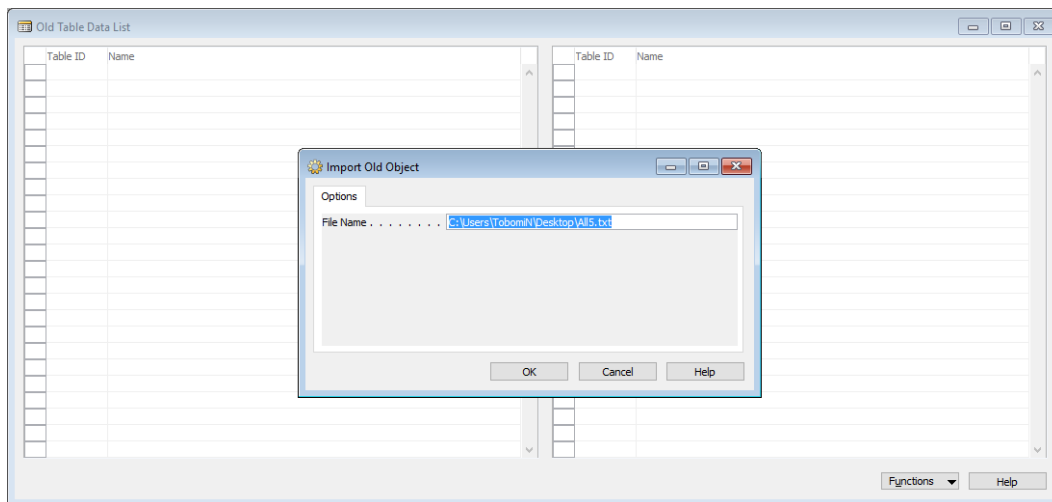 Old Table Data List
Table ID Name
Table ID Name
Import Old Object
Options
File Name . . . . . . . . C:\Users\TobomiN\Desktop\All5.txt
OK Cancel Help
Functions Help